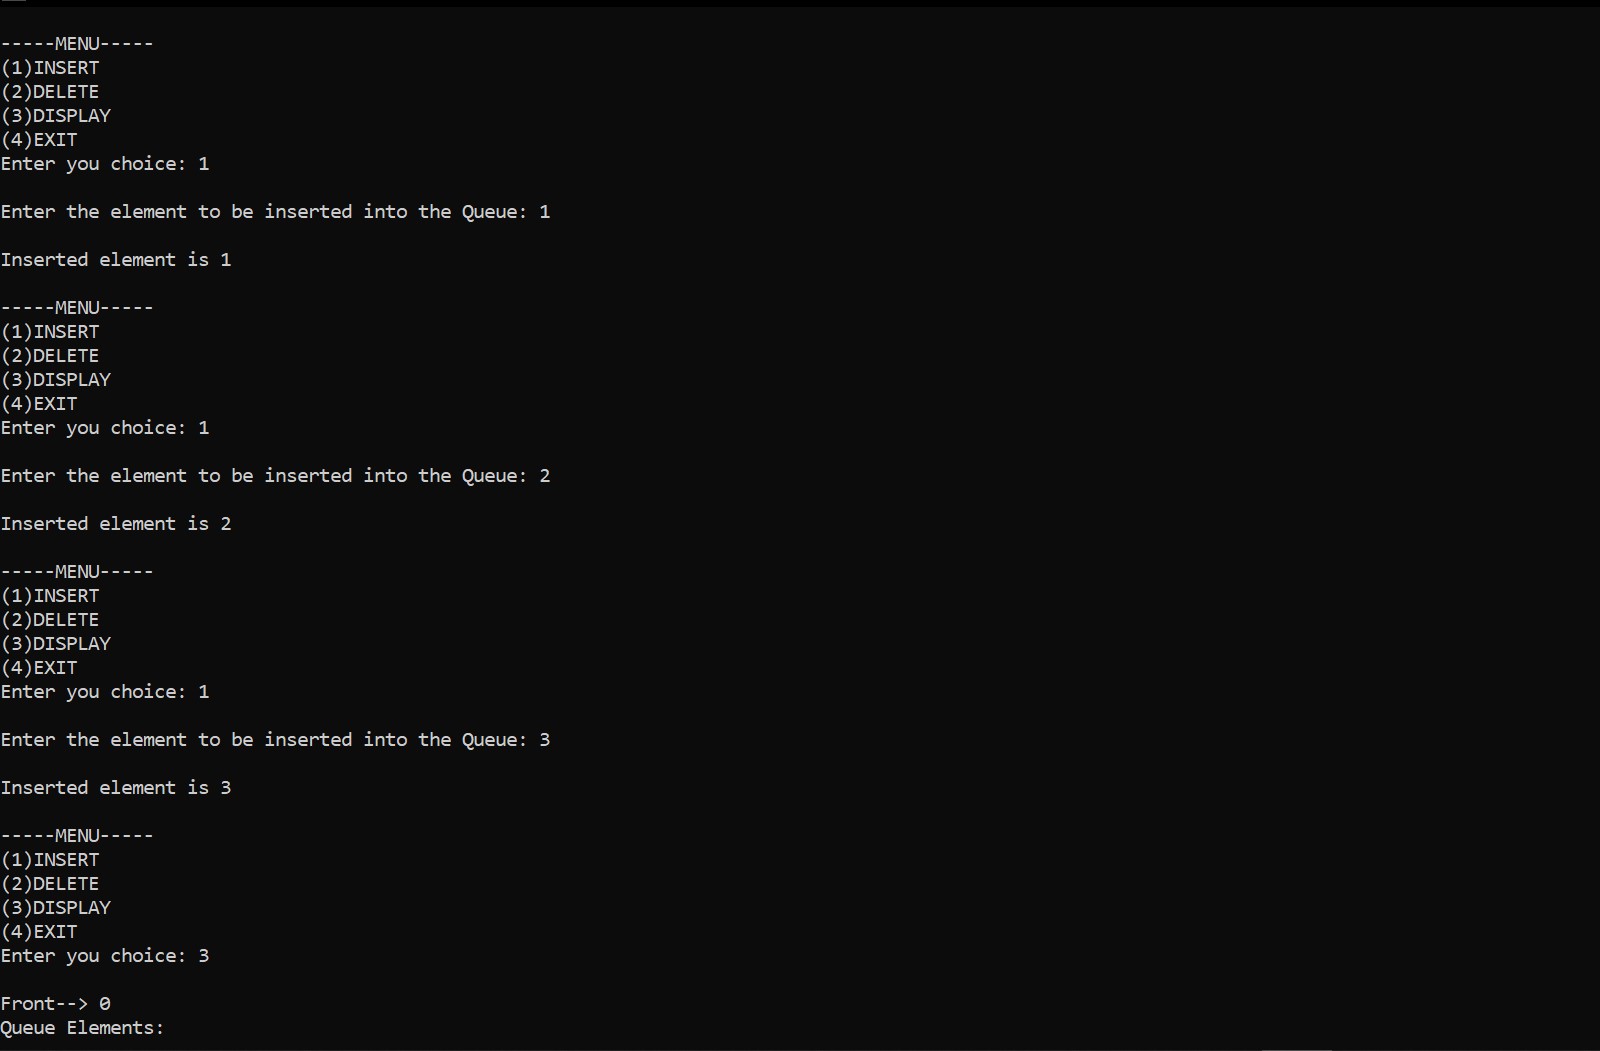 -----MENU-----
(1)INSERT
(2)DELETE
(3)DISPLAY
(4)EXIT
Enter you choice: 1
Enter the element to be inserted into the Queue: 1
Inserted element is 1
-----MENU-----
(1)INSERT
(2)DELETE
(3)DISPLAY
(4)EXIT
Enter you choice: 1
Enter the element to be inserted into the Queue: 2
Inserted element is 2
-----MENU-----
(1)INSERT
(2)DELETE
(3)DISPLAY
(4)EXIT
Enter you choice: 1
Enter the element to be inserted into the Queue: 3
Inserted element is 3
-----MENU-----
(1)INSERT
(2)DELETE
(3)DISPLAY
(4)EXIT
Enter you choice: 3
Front--> 0
Queue Elements: